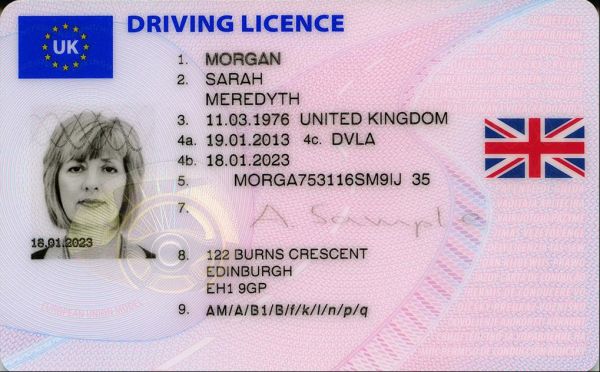 UK
DRIVING LICENCE
1. MORGAN
2. SARAH
MEREDYTH
3. 11.03.1976 UNITED KINGDOM
4a. 19.01.2013 4c. DVLA
4b. 18.01.2023
5. MORGA753116SM9IJ 35
7. A Sample
18.01.2023
8. 122 BURNS CRESCENT
EDINBURGH
EH1 9GP
9. AM/A/B1/B/f/k/l/n/p/q
EUROPEAN UNION MODEL